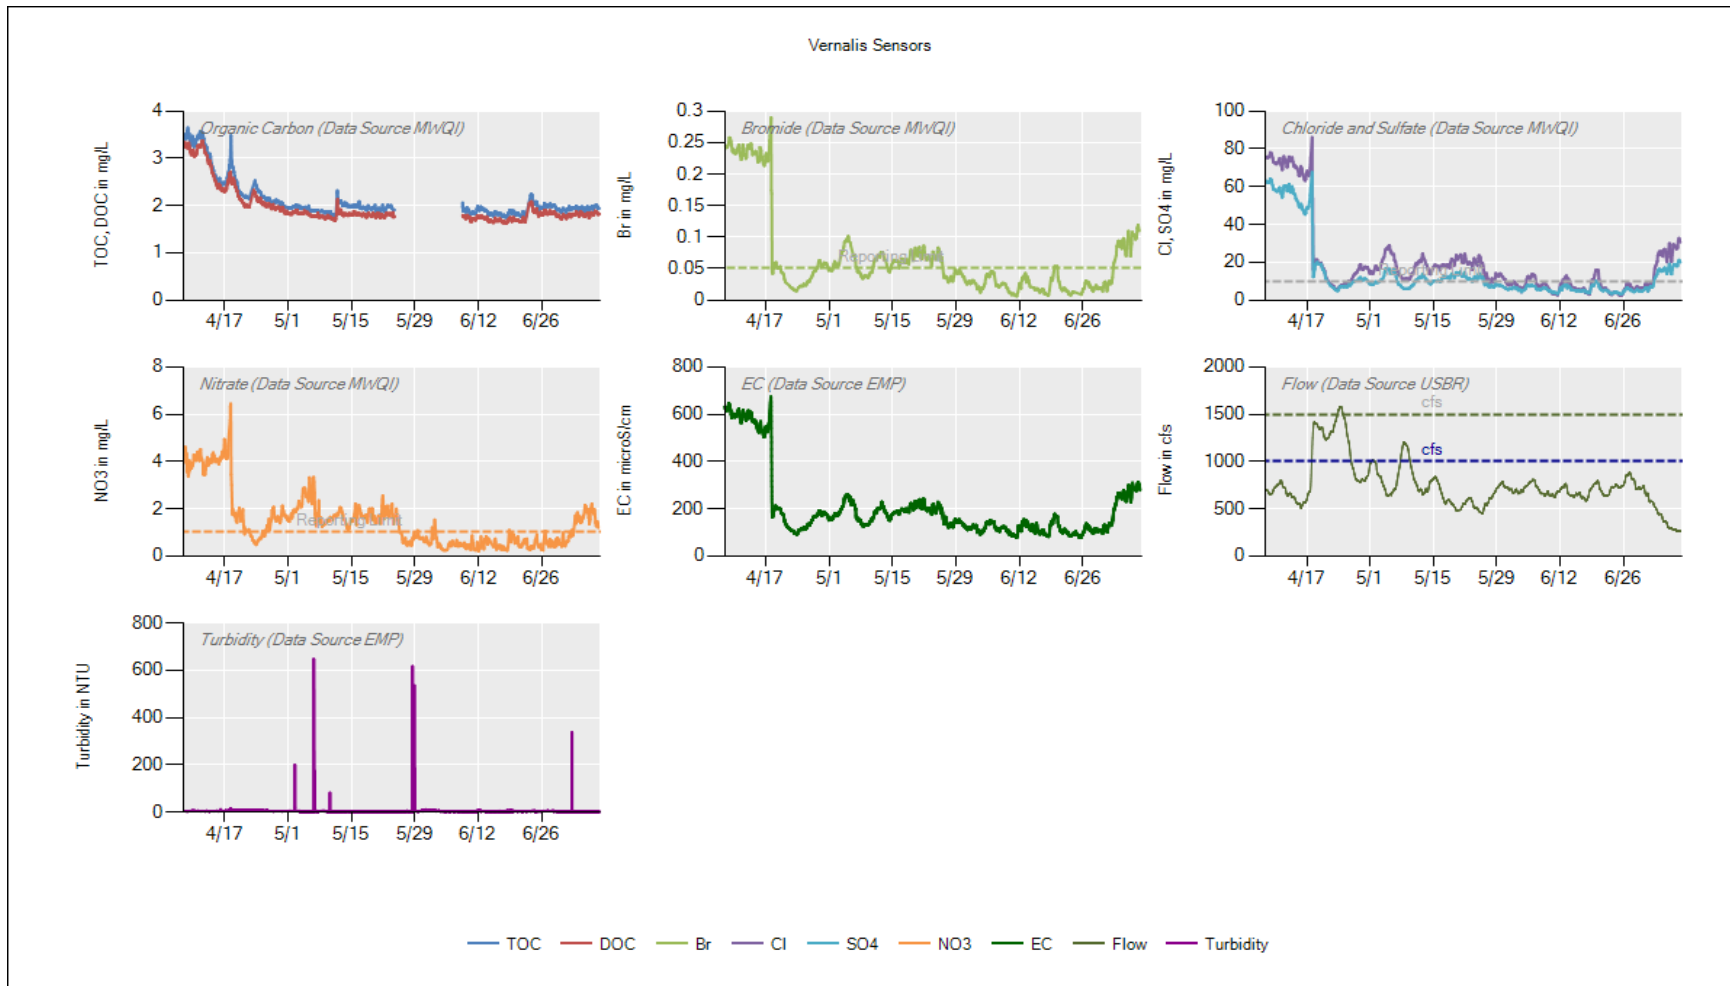 Vernalis Sensors
Organic Carbon (Data Source MWQI)
TOC, DOC in mg/L
4
3
2
1
0
4/17 5/1 5/15 5/29 6/12 6/26
Bromide (Data Source MWQI)
Br in mg/L
0.3
0.25
0.2
0.15
0.1
0.05
0
Reporting Limit
4/17 5/1 5/15 5/29 6/12 6/26
Chloride and Sulfate (Data Source MWQI)
Cl, SO4 in mg/L
100
80
60
40
20
0
Reporting Limit
4/17 5/1 5/15 5/29 6/12 6/26
Nitrate (Data Source MWQI)
NO3 in mg/L
8
6
4
2
0
Reporting Limit
4/17 5/1 5/15 5/29 6/12 6/26
EC (Data Source EMP)
EC in microS/cm
800
600
400
200
0
4/17 5/1 5/15 5/29 6/12 6/26
Flow (Data Source USBR)
Flow in cfs
2000
1500
1000
500
0
cfs
cfs
4/17 5/1 5/15 5/29 6/12 6/26
Turbidity (Data Source EMP)
Turbidity in NTU
800
600
400
200
0
4/17 5/1 5/15 5/29 6/12 6/26
TOC DOC Br Cl SO4 NO3 EC Flow Turbidity